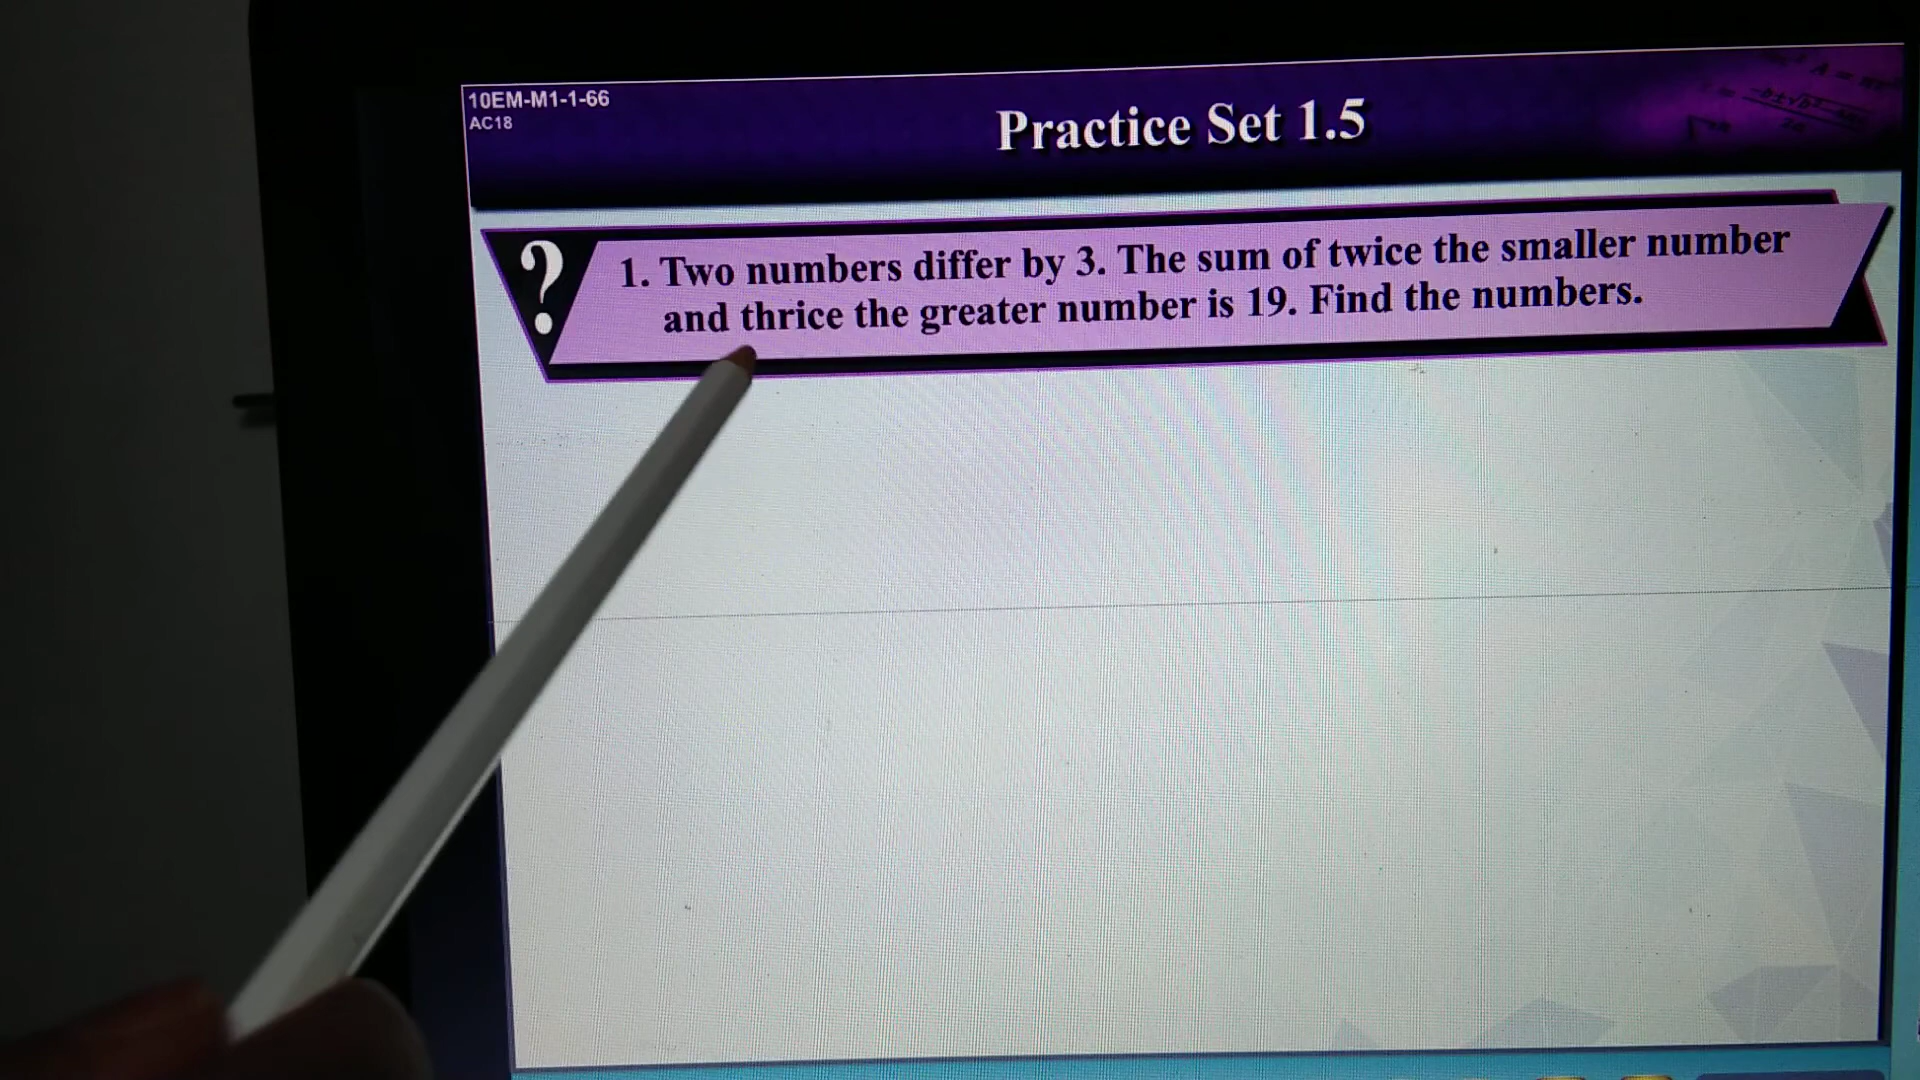 10EM-M1-1-66
AC18
Practice Set 1.5
?
1. Two numbers differ by 3. The sum of twice the smaller number
and thrice the greater number is 19. Find the numbers.